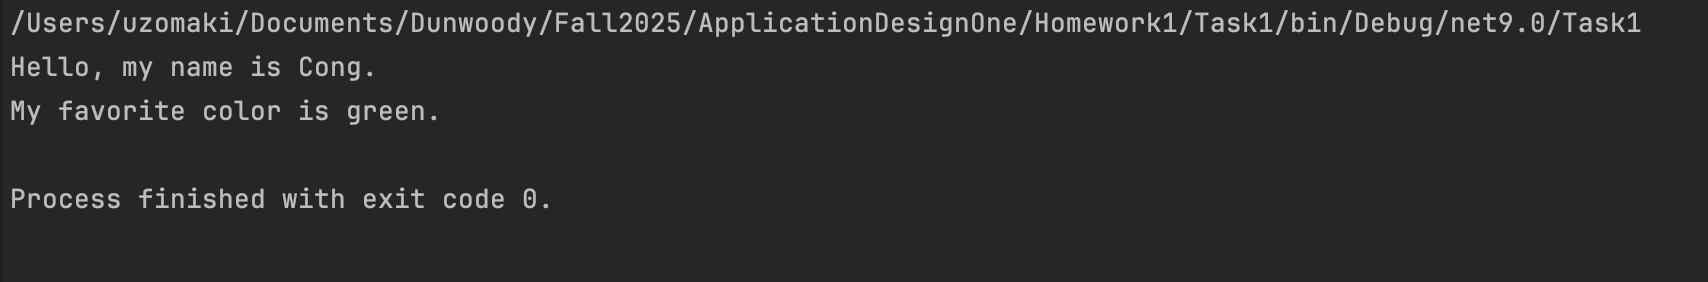 /Users/uzomaki/Documents/Dunwoody/Fall2025/ApplicationDesignOne/Homework1/Task1/bin/Debug/net9.0/Task1
Hello, my name is Cong.
My favorite color is green.
Process finished with exit code 0.